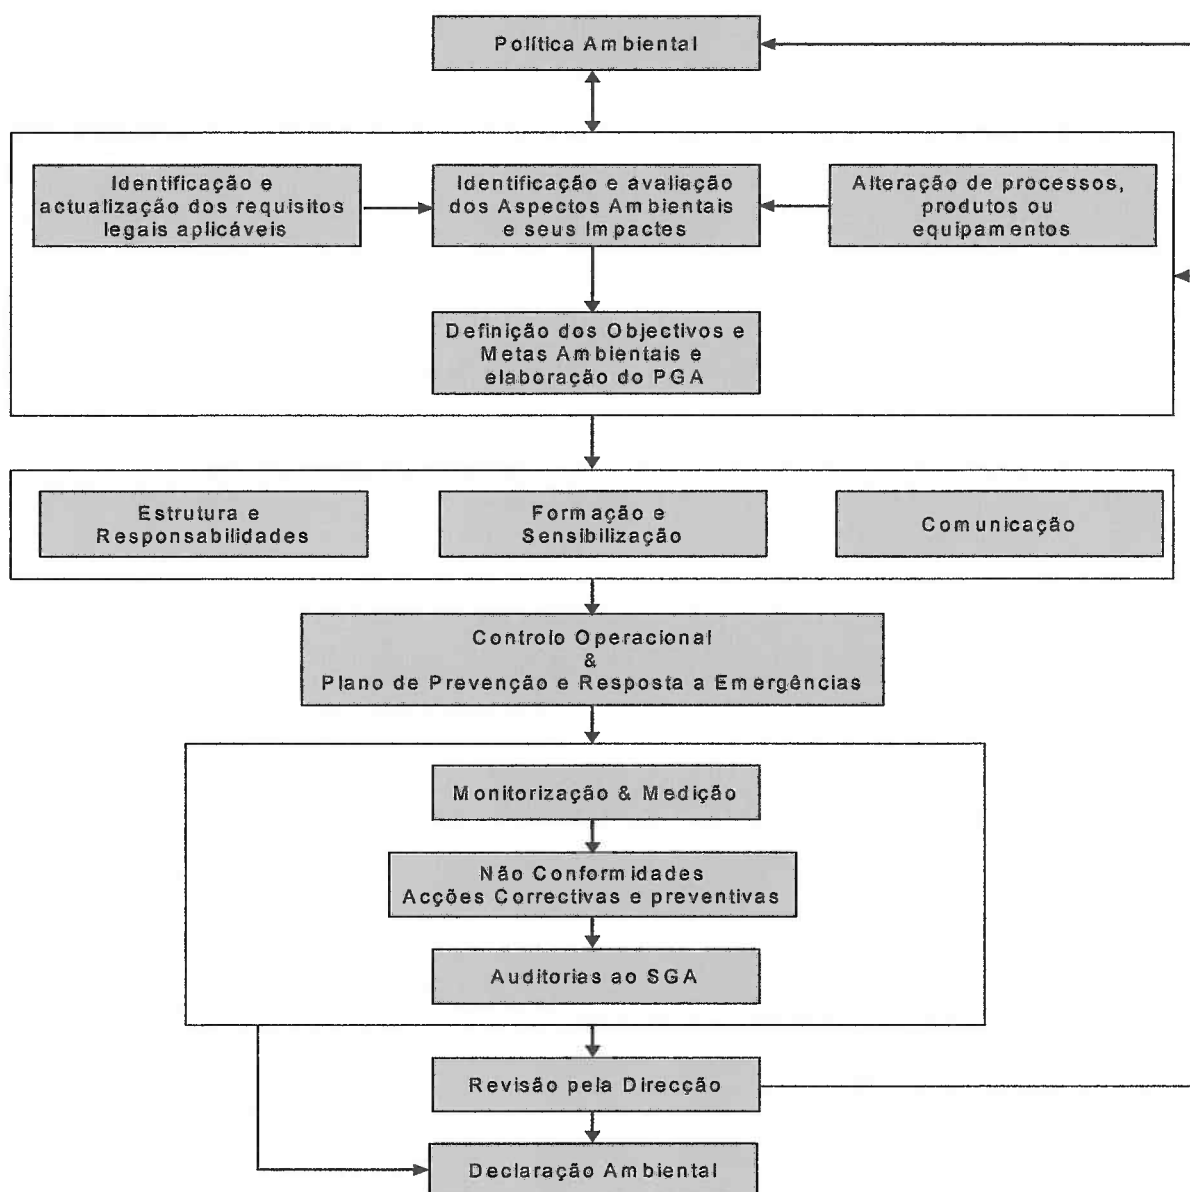 Política Ambiental
Identificação e
actualização dos requisitos
legais aplicáveis
Identificação e avaliação
dos Aspectos Ambientais
e seus Impactes
Alteração de processos,
produtos ou
equipamentos
Definição dos Objectivos e
Metas Ambientais e
elaboração do PGA
Estrutura e
Responsabilidades
Formação e
Sensibilização
Comunicação
Controlo Operacional
&
Plano de Prevenção e Resposta a Emergências
Monitorização & Medição
Não Conformidades
Acções Correctivas e preventivas
Auditorias ao SGA
Revisão pela Direcção
Declaração Ambiental